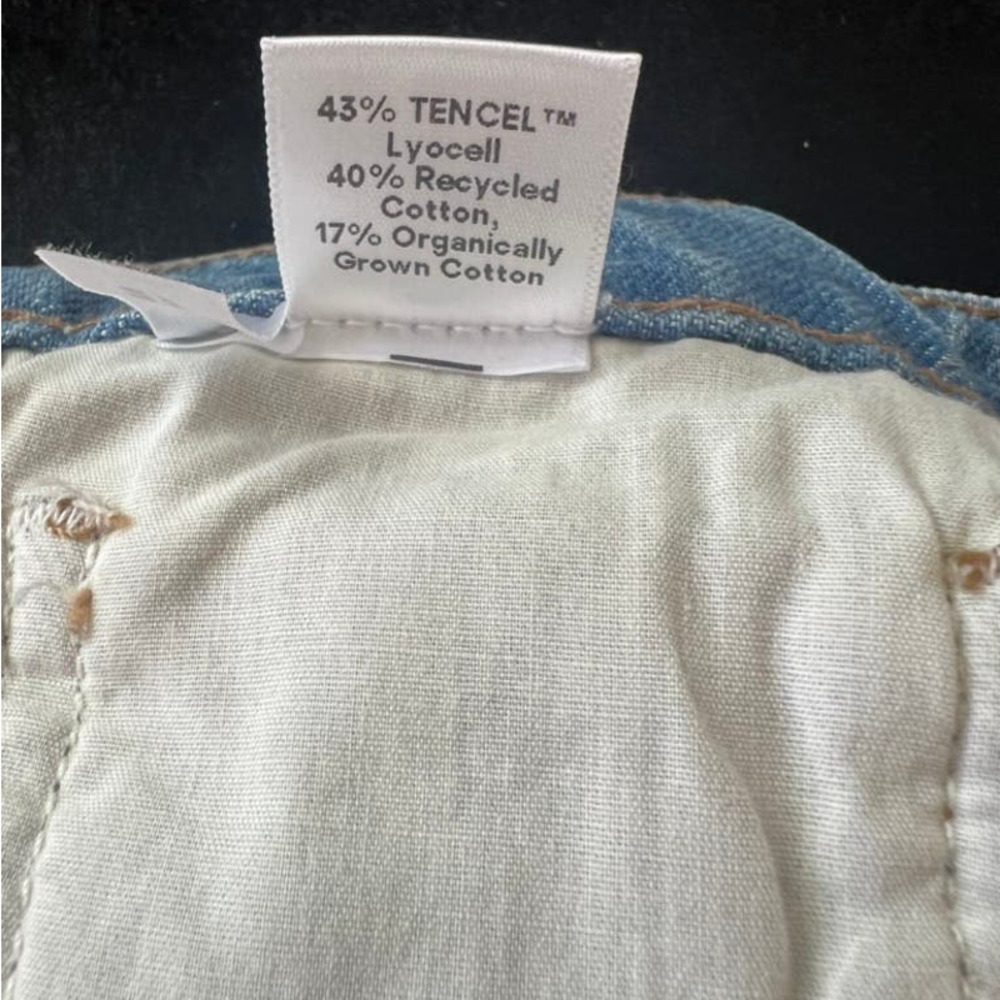 43% TENCEL™
Lyocell
40% Recycled
Cotton,
17% Organically
Grown Cotton